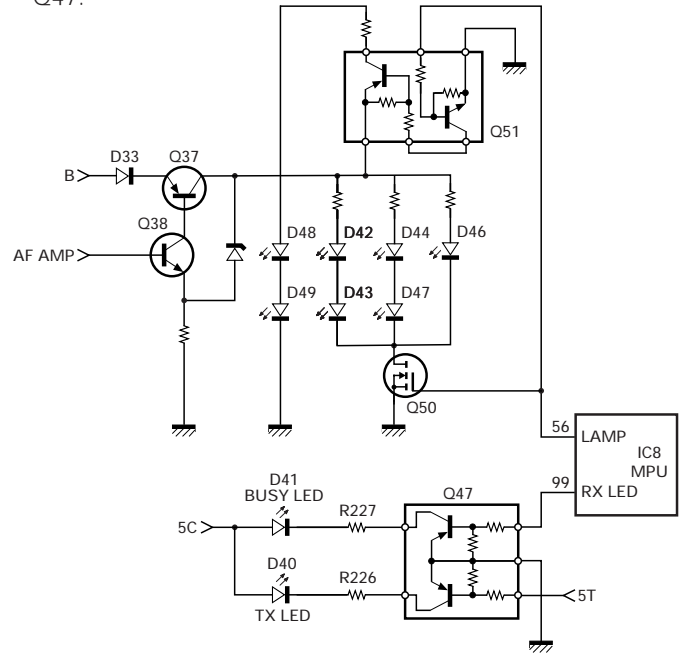 Q47.
Q51
D33
Q37
B
Q38
AF AMP
D48
D42
D44
D46
D49
D43
D47
Q50
56
LAMP
IC8
MPU
99
RX LED
D41
BUSY LED
R227
Q47
5C
D40
R226
TX LED
5T